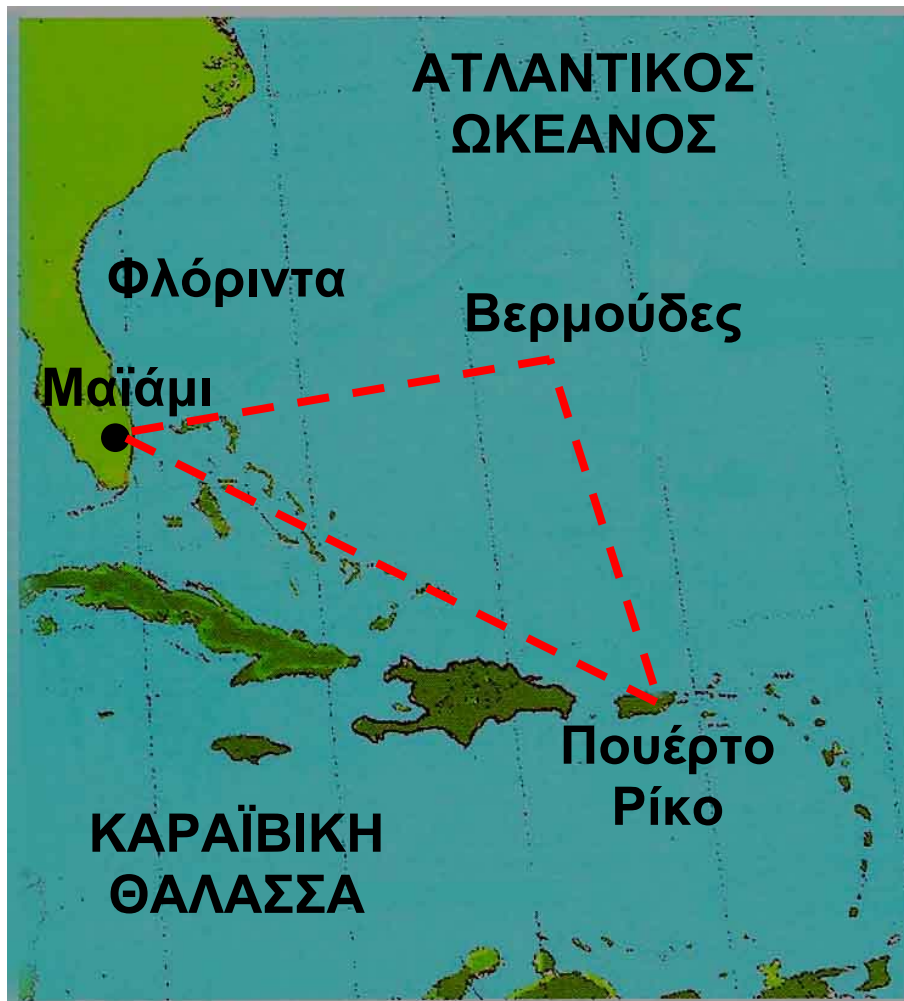 ΑΤΛΑΝΤΙΚΟΣ
ΩΚΕΑΝΟΣ
Φλόριντα
Βερμούδες
Μαϊάμι
Πουέρτο
Ρίκο
ΚΑΡΑΪΒΙΚΗ
ΘΑΛΑΣΣΑ